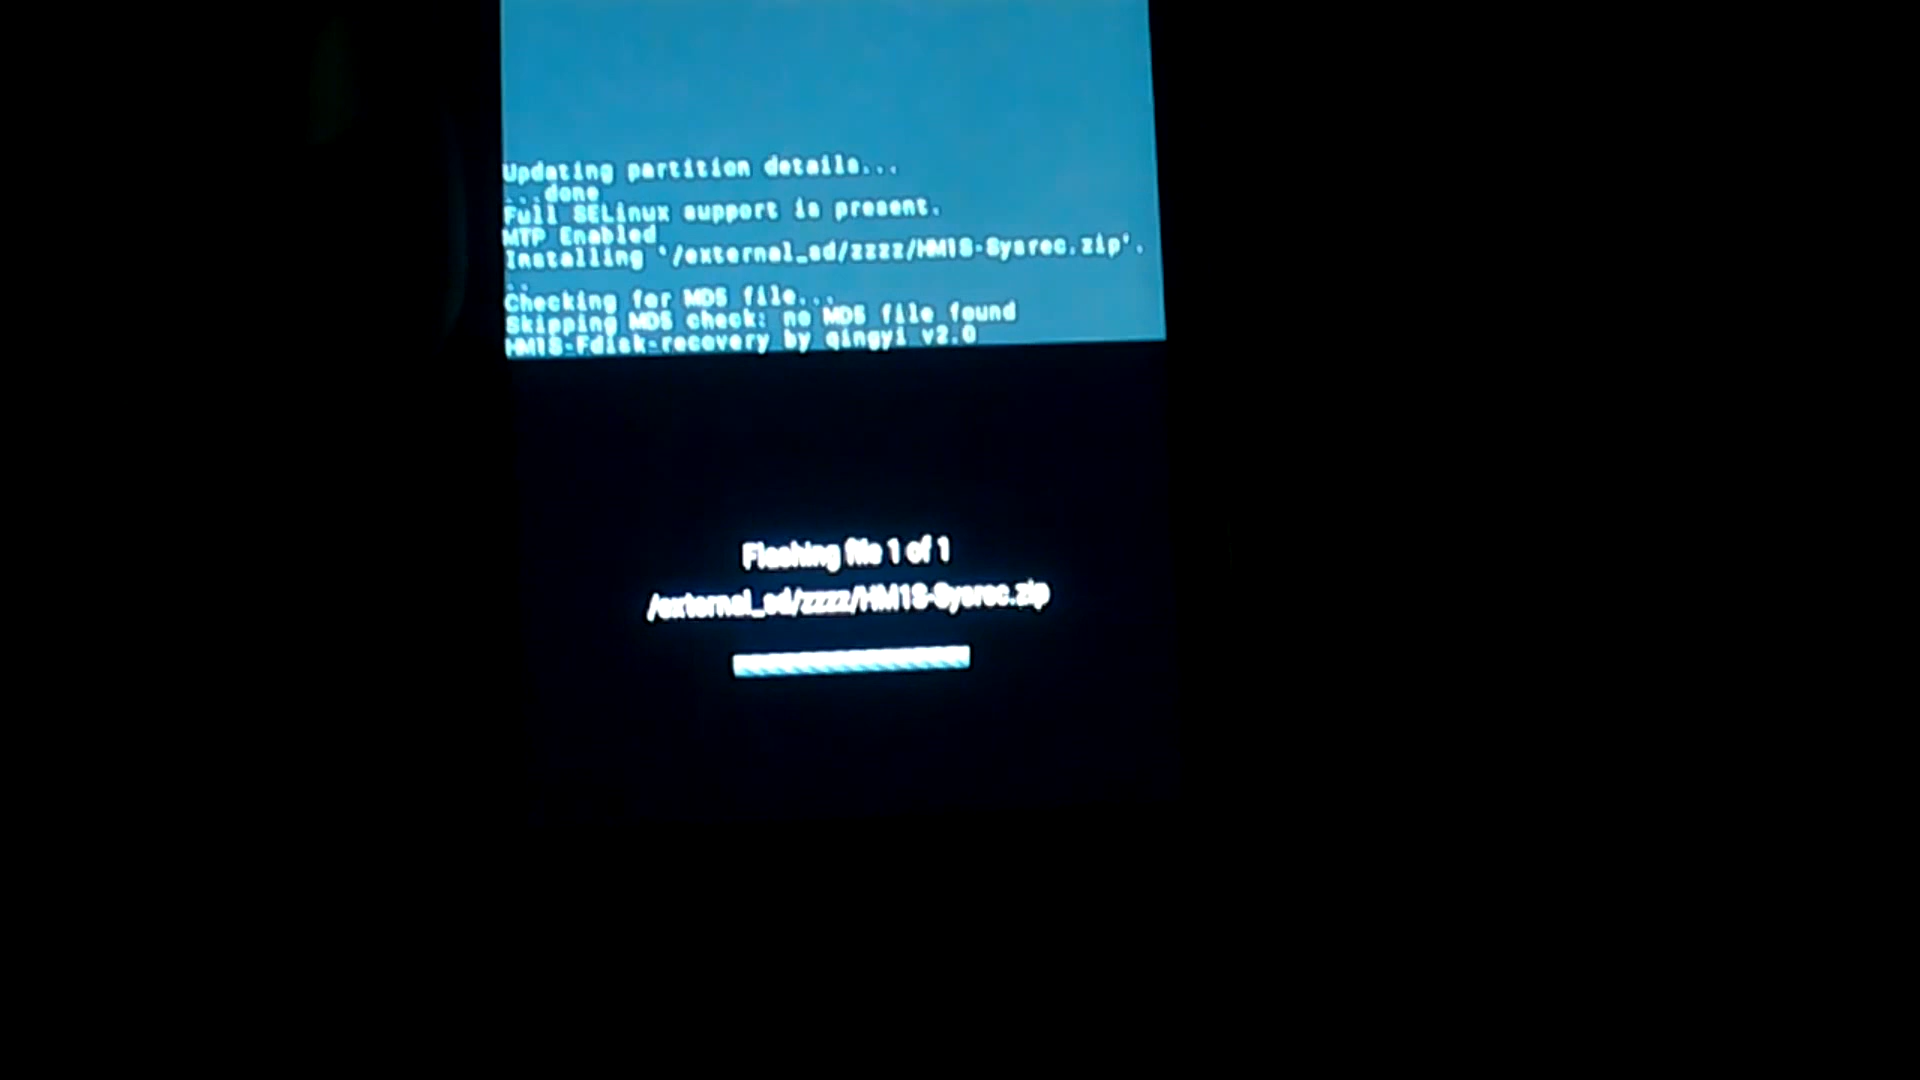 Updating partition details...
...done
Full SELinux support is present.
MTP Enabled
Installing '/external_sd/zzzz/HM1S-Sysrec.zip'.
..
Checking for MD5 file...
Skipping MD5 check: no MD5 file found
HM1S-Fdisk-recovery by qingyi v2.0
Flashing file 1 of 1
/external_sd/zzzz/HM1S-Sysrec.zip